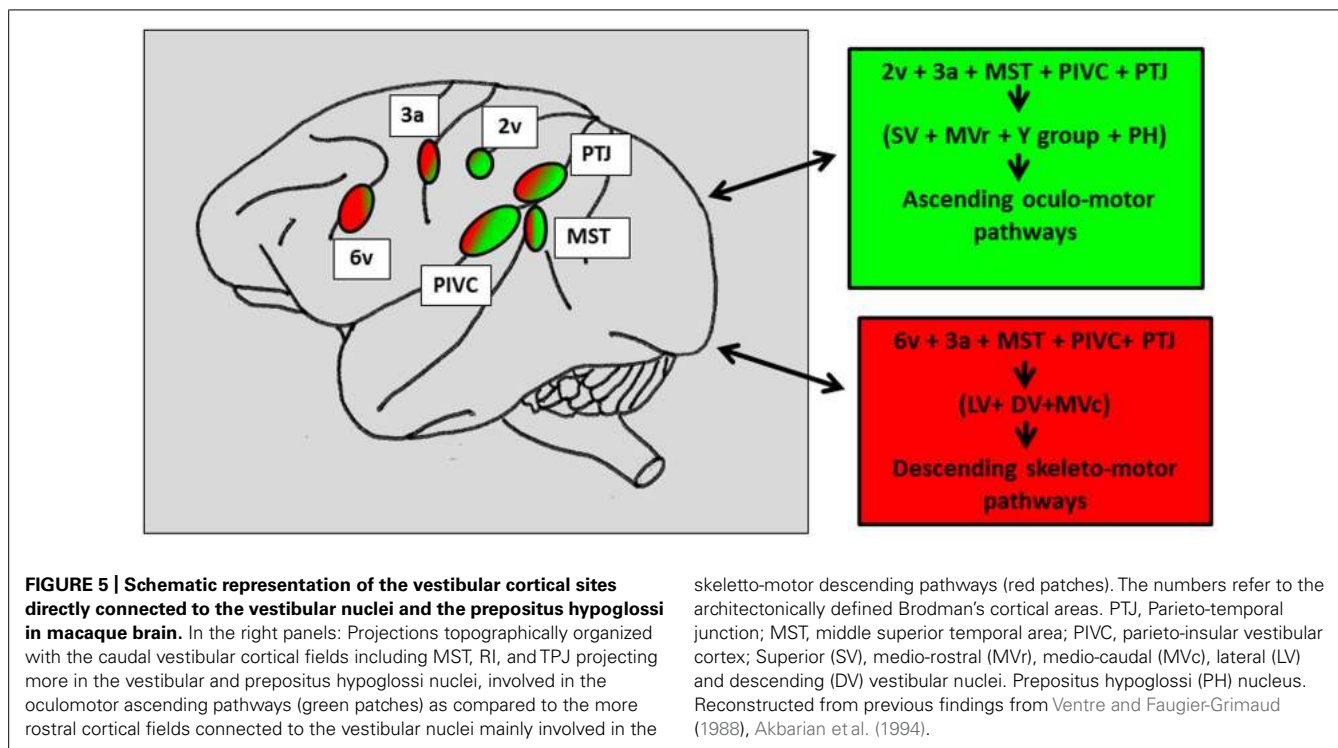 3a
2v
PTJ
6v
PIVC
MST
2v + 3a + MST + PIVC + PTJ
(SV + MVr + Y group + PH)
Ascending oculo-motor
pathways
6v + 3a + MST + PIVC+ PTJ
(LV+ DV+MVc)
Descending skeleto-motor
pathways
FIGURE 5 | Schematic representation of the vestibular cortical sites
directly connected to the vestibular nuclei and the prepositus hypoglossi
in macaque brain. In the right panels: Projections topographically organized
with the caudal vestibular cortical fields including MST, RI, and TPJ projecting
more in the vestibular and prepositus hypoglossi nuclei, involved in the
oculomotor ascending pathways (green patches) as compared to the more
rostral cortical fields connected to the vestibular nuclei mainly involved in the
skeletto-motor descending pathways (red patches). The numbers refer to the
architectonically defined Brodman's cortical areas. PTJ, Parieto-temporal
junction; MST, middle superior temporal area; PIVC, parieto-insular vestibular
cortex; Superior (SV), medio-rostral (MVr), medio-caudal (MVc), lateral (LV)
and descending (DV) vestibular nuclei. Prepositus hypoglossi (PH) nucleus.
Reconstructed from previous findings from Ventre and Faugier-Grimaud
(1988), Akbarian et al. (1994).